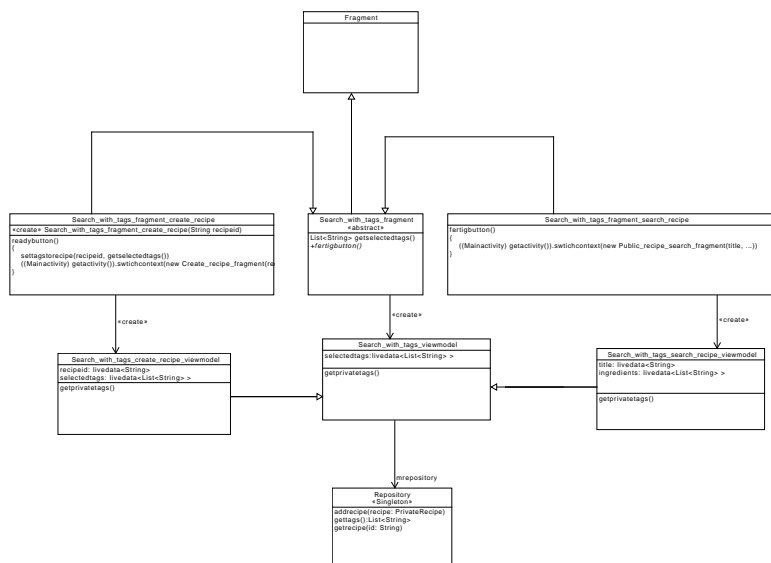 Fragment
Search_with_tags_fragment_create_recipe
«create» Search_with_tags_fragment_create_recipe(String recipeid)
readybutton()
{
settagstorecipe(recipeid, getselectedtags())
((Mainactivity) getactivity()).swtichcontext(new Create_recipe_fragment(re
}
Search_with_tags_fragment
«abstract»
List<String> getselectedtags()
+fertigbutton()
Search_with_tags_fragment_search_recipe
fertigbutton()
{
((Mainactivity) getactivity()).swtichcontext(new Public_recipe_search_fragment(title, ...))
}
«create»
«create»
«create»
Search_with_tags_create_recipe_viewmodel
recipeid: livedata<String>
selectedtags: livedata<List<String> >
getprivatetags()
Search_with_tags_viewmodel
selectedtags:livedata<List<String> >
getprivatetags()
Search_with_tags_search_recipe_viewmodel
title: livedata<String>
ingredients: livedata<List<String> >
getprivatetags()
mrepository
Repository
«Singleton»
addrecipe(recipe: PrivateRecipe)
gettags():List<String>
getrecipe(id: String)